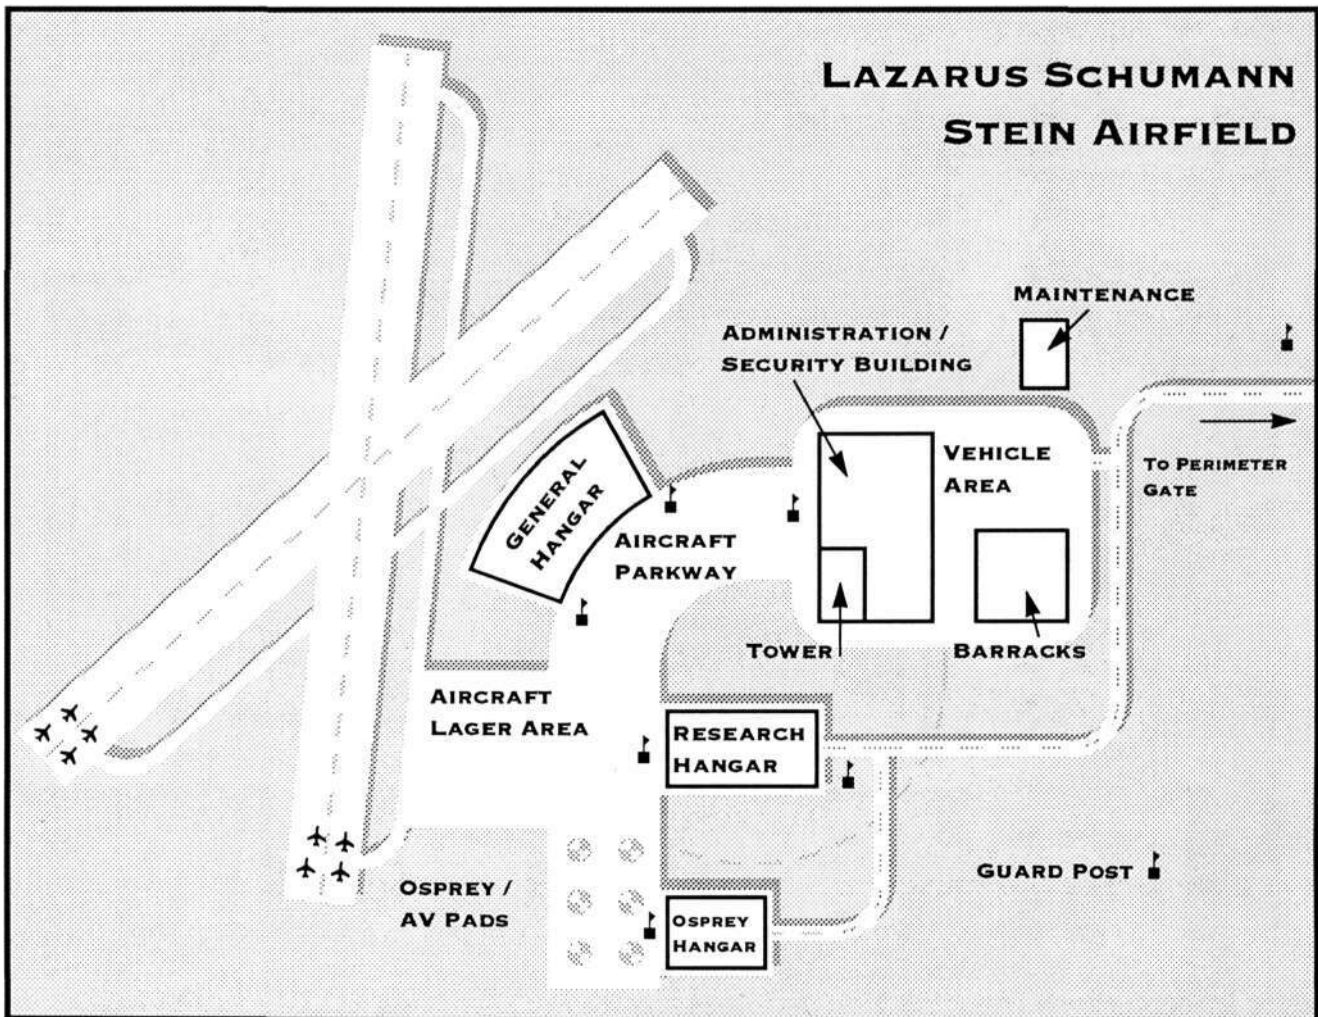 LAZARUS SCHUMANN
STEIN AIRFIELD
MAINTENANCE
ADMINISTRATION /
SECURITY BUILDING
VEHICLE
AREA
TO PERIMETER
GATE
GENERAL
HANGAR
AIRCRAFT
PARKWAY
TOWER
BARRACKS
AIRCRAFT
LAGER AREA
RESEARCH
HANGAR
GUARD POST
OSPREY /
AV PADS
OSPREY
HANGAR